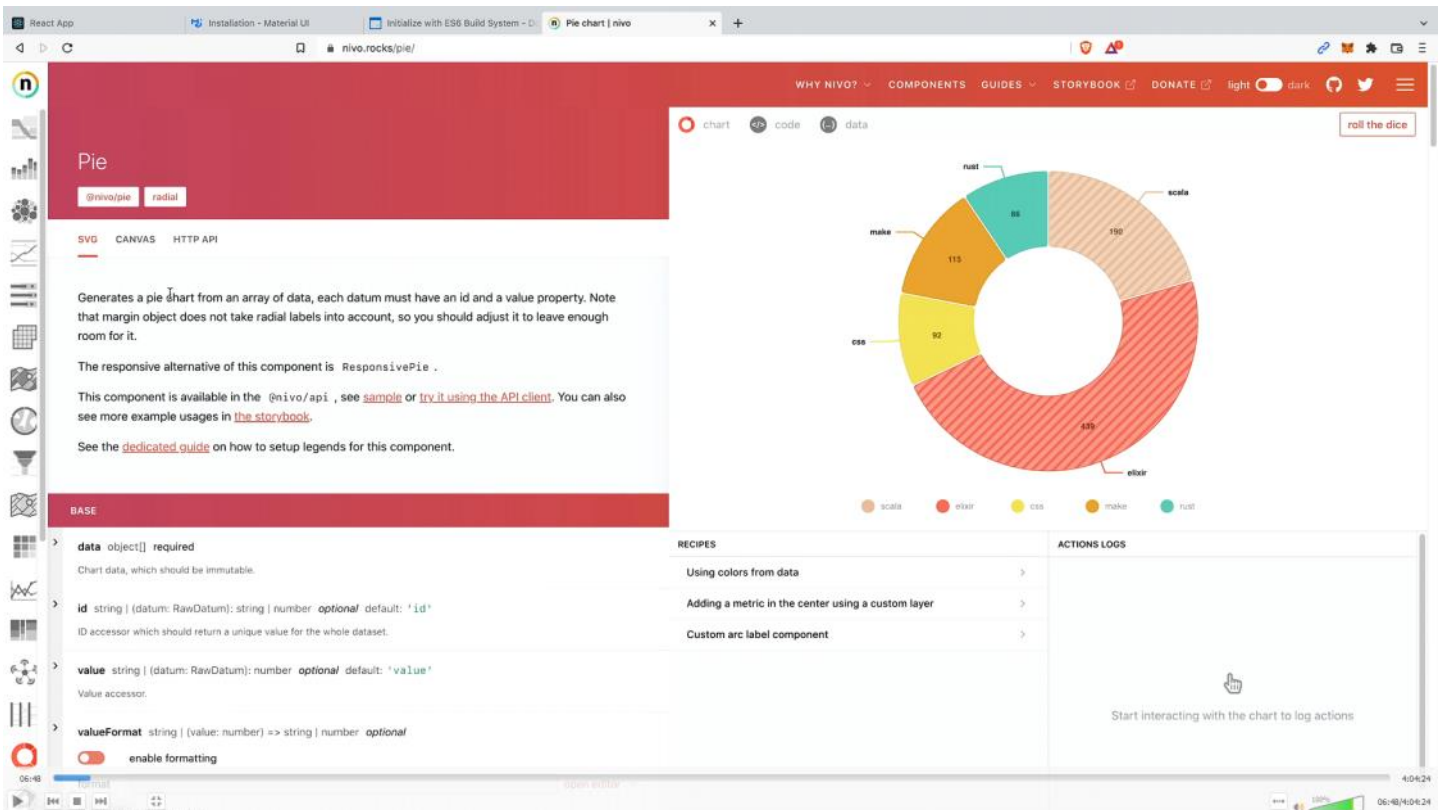 React App
Installation - Material UI
Initialize with ES6 Build System - D
Pie chart | nivo
nivo.rocks/pie/
n
WHY NIVO?
COMPONENTS
GUIDES
STORYBOOK
DONATE
light
dark
chart
code
data
roll the dice
Pie
@nivo/pie
radial
SVG
CANVAS
HTTP API
Generates a pie chart from an array of data, each datum must have an id and a value property. Note
that margin object does not take radial labels into account, so you should adjust it to leave enough
room for it.
The responsive alternative of this component is ResponsivePie .
This component is available in the @nivo/api , see sample or try it using the API client. You can also
see more example usages in the storybook.
See the dedicated guide on how to setup legends for this component.
rust
scala
make
css
elixir
86
190
113
92
439
scala
elixir
css
make
rust
BASE
data object[] required
Chart data, which should be immutable.
id string | (datum: RawDatum): string | number optional default: 'id'
ID accessor which should return a unique value for the whole dataset.
value string | (datum: RawDatum): number optional default: 'value'
Value accessor.
valueFormat string | (value: number) => string | number optional
enable formatting
format
open editor
RECIPES
Using colors from data
Adding a metric in the center using a custom layer
Custom arc label component
ACTIONS LOGS
Start interacting with the chart to log actions
06:48
4:04:24
100%
06:48/4:04:24